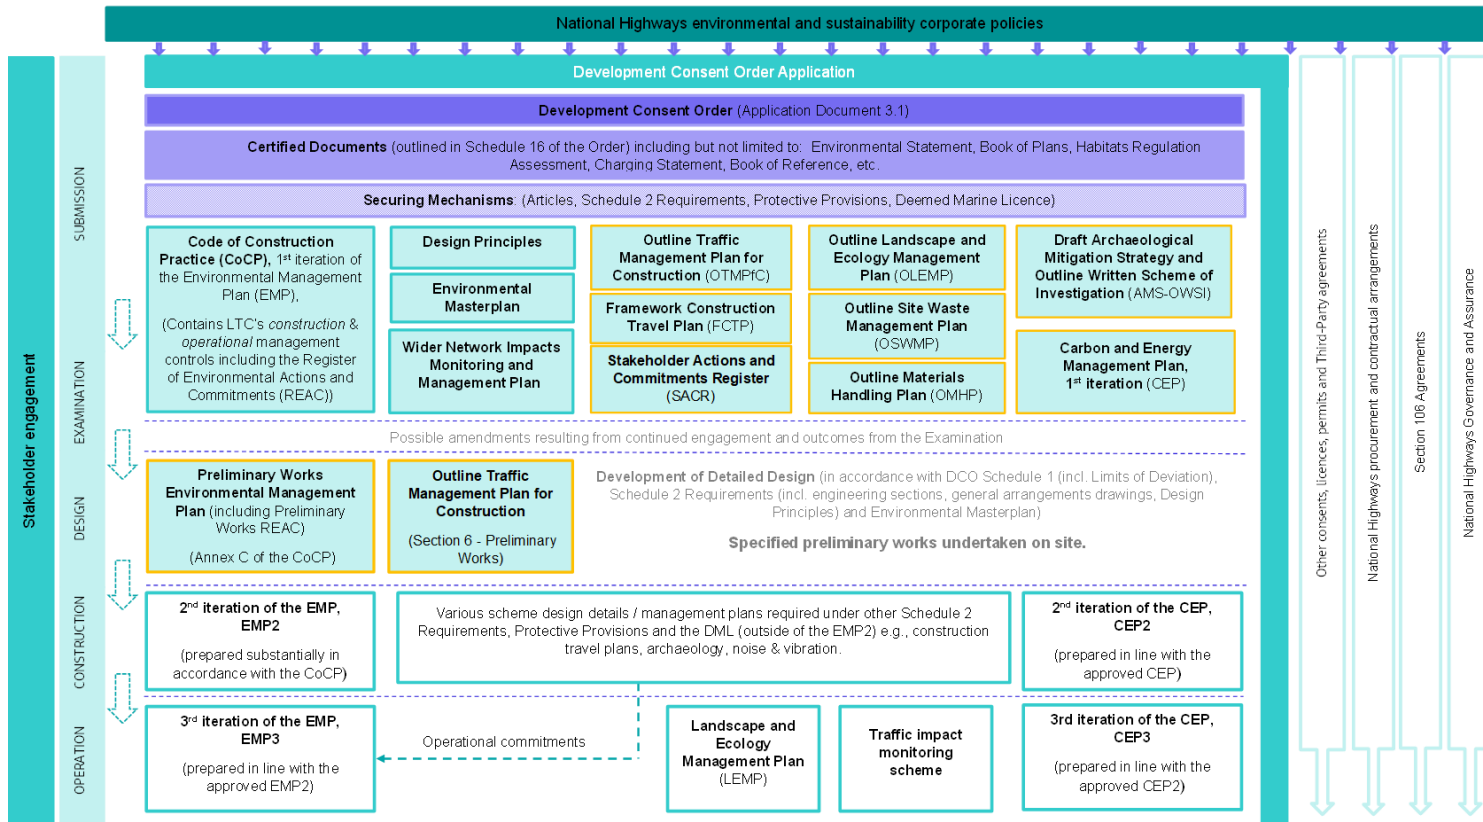 National Highways environmental and sustainability corporate policies
Stakeholder engagement
SUBMISSION
EXAMINATION
DESIGN
CONSTRUCTION
OPERATION
Development Consent Order Application
Development Consent Order (Application Document 3.1)
Certified Documents (outlined in Schedule 16 of the Order) including but not limited to: Environmental Statement, Book of Plans, Habitats Regulation
Assessment, Charging Statement, Book of Reference, etc.
Securing Mechanisms: (Articles, Schedule 2 Requirements, Protective Provisions, Deemed Marine Licence)
Code of Construction
Practice (CoCP), 1st iteration of
the Environmental Management
Plan (EMP),
(Contains LTC's construction &
operational management
controls including the Register
of Environmental Actions and
Commitments (REAC))
Design Principles
Environmental
Masterplan
Wider Network Impacts
Monitoring and
Management Plan
Outline Traffic
Management Plan for
Construction (OTMPfC)
Framework Construction
Travel Plan (FCTP)
Stakeholder Actions and
Commitments Register
(SACR)
Outline Landscape and
Ecology Management
Plan (OLEMP)
Outline Site Waste
Management Plan
(OSWMP)
Outline Materials
Handling Plan (OMHP)
Draft Archaeological
Mitigation Strategy and
Outline Written Scheme of
Investigation (AMS-OWSI)
Carbon and Energy
Management Plan,
1st iteration (CEP)
Possible amendments resulting from continued engagement and outcomes from the Examination
Preliminary Works
Environmental Management
Plan (including Preliminary
Works REAC)
(Annex C of the CoCP)
Outline Traffic
Management Plan for
Construction
(Section 6 - Preliminary
Works)
Development of Detailed Design (in accordance with DCO Schedule 1 (incl. Limits of Deviation),
Schedule 2 Requirements (incl. engineering sections, general arrangements drawings, Design
Principles) and Environmental Masterplan)
Specified preliminary works undertaken on site.
2nd iteration of the EMP,
EMP2
(prepared substantially in
accordance with the CoCP)
Various scheme design details / management plans required under other Schedule 2
Requirements, Protective Provisions and the DML (outside of the EMP2) e.g., construction
travel plans, archaeology, noise & vibration.
2nd iteration of the CEP,
CEP2
(prepared in line with the
approved CEP)
3rd iteration of the EMP,
EMP3
(prepared in line with the
approved EMP2)
Operational commitments
Landscape and
Ecology
Management Plan
(LEMP)
Traffic impact
monitoring
scheme
3rd iteration of the CEP,
CEP3
(prepared in line with the
approved CEP2)
Other consents, licences, permits and Third-Party agreements
National Highways procurement and contractual arrangements
Section 106 Agreements
National Highways Governance and Assurance